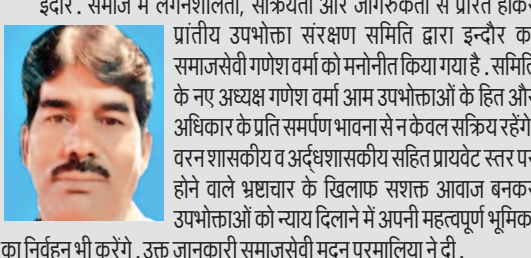 इंदौर. समाज में लगनशीलता, सक्रियता और जागरुकता से प्रेरित होकर
प्रांतीय उपभोक्ता संरक्षण समिति द्वारा इन्दौर के
समाजसेवी गणेश वर्मा को मनोनीत किया गया है. समिति
के नए अध्यक्ष गणेश वर्मा आम उपभोक्ताओं के हित और
अधिकार के प्रति समर्पण भावना से न केवल सक्रिय रहेंगे
वरन शासकीय व अर्द्धशासकीय सहित प्रायवेट स्तर पर
होने वाले भ्रष्टाचार के खिलाफ सशक्त आवाज बनकर
उपभोक्ताओं को न्याय दिलाने में अपनी महत्वपूर्ण भूमिका
का निर्वहन भी करेंगे. उक्त जानकारी समाजसेवी मदन परमालिया ने दी.